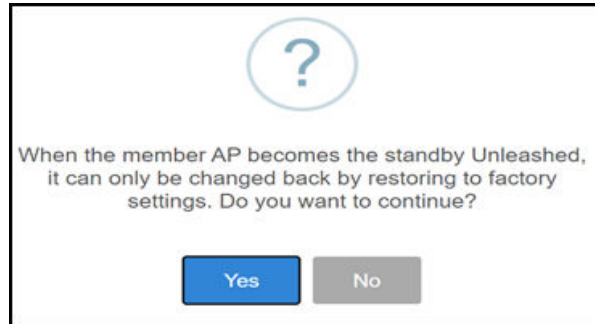 ?
When the member AP becomes the standby Unleashed,
it can only be changed back by restoring to factory
settings. Do you want to continue?
Yes
No